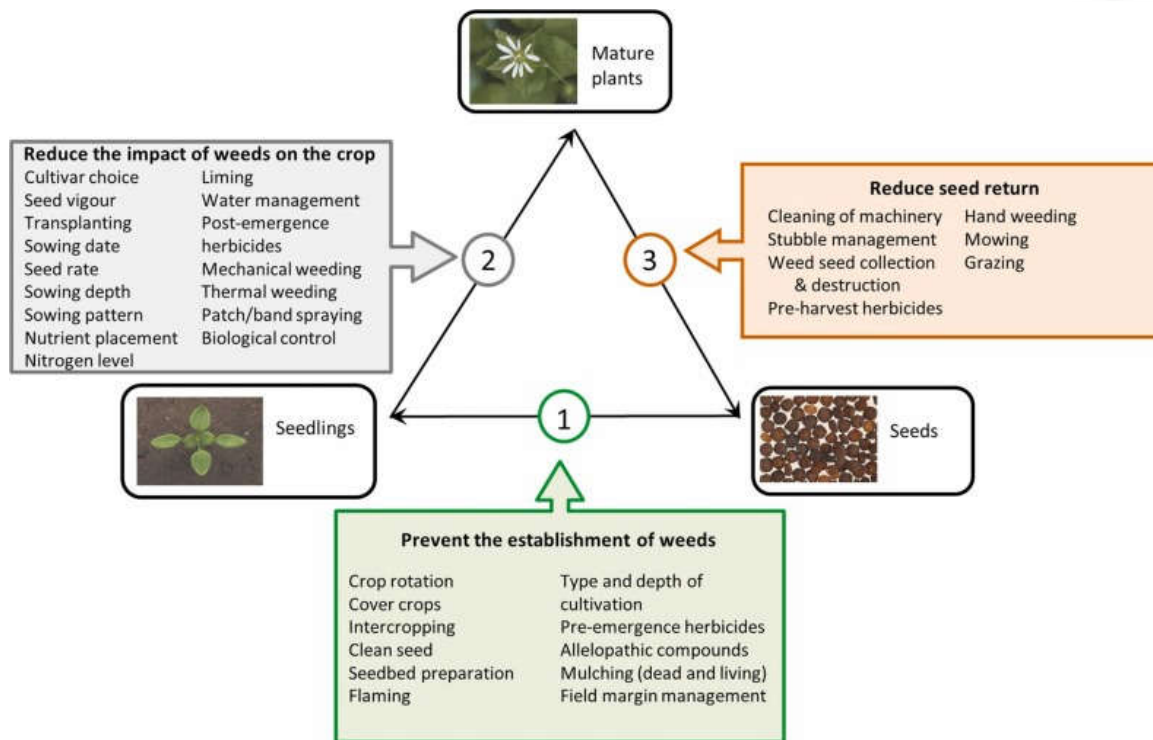 Mature
plants
Reduce the impact of weeds on the crop
Cultivar choice
Seed vigour
Transplanting
Sowing date
Seed rate
Sowing depth
Sowing pattern
Nutrient placement
Nitrogen level
Liming
Water management
Post-emergence
herbicides
Mechanical weeding
Thermal weeding
Patch/band spraying
Biological control
2
3
Reduce seed return
Cleaning of machinery
Stubble management
Weed seed collection
& destruction
Pre-harvest herbicides
Hand weeding
Mowing
Grazing
Seedlings
1
Seeds
Prevent the establishment of weeds
Crop rotation
Cover crops
Intercropping
Clean seed
Seedbed preparation
Flaming
Type and depth of
cultivation
Pre-emergence herbicides
Allelopathic compounds
Mulching (dead and living)
Field margin management